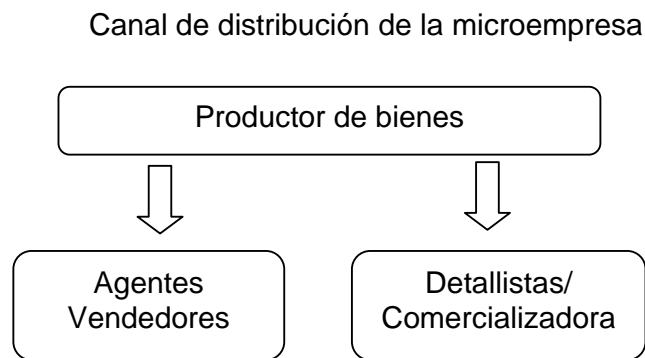 Canal de distribución de la microempresa
Productor de bienes
Agentes
Vendedores
Detallistas/
Comercializadora